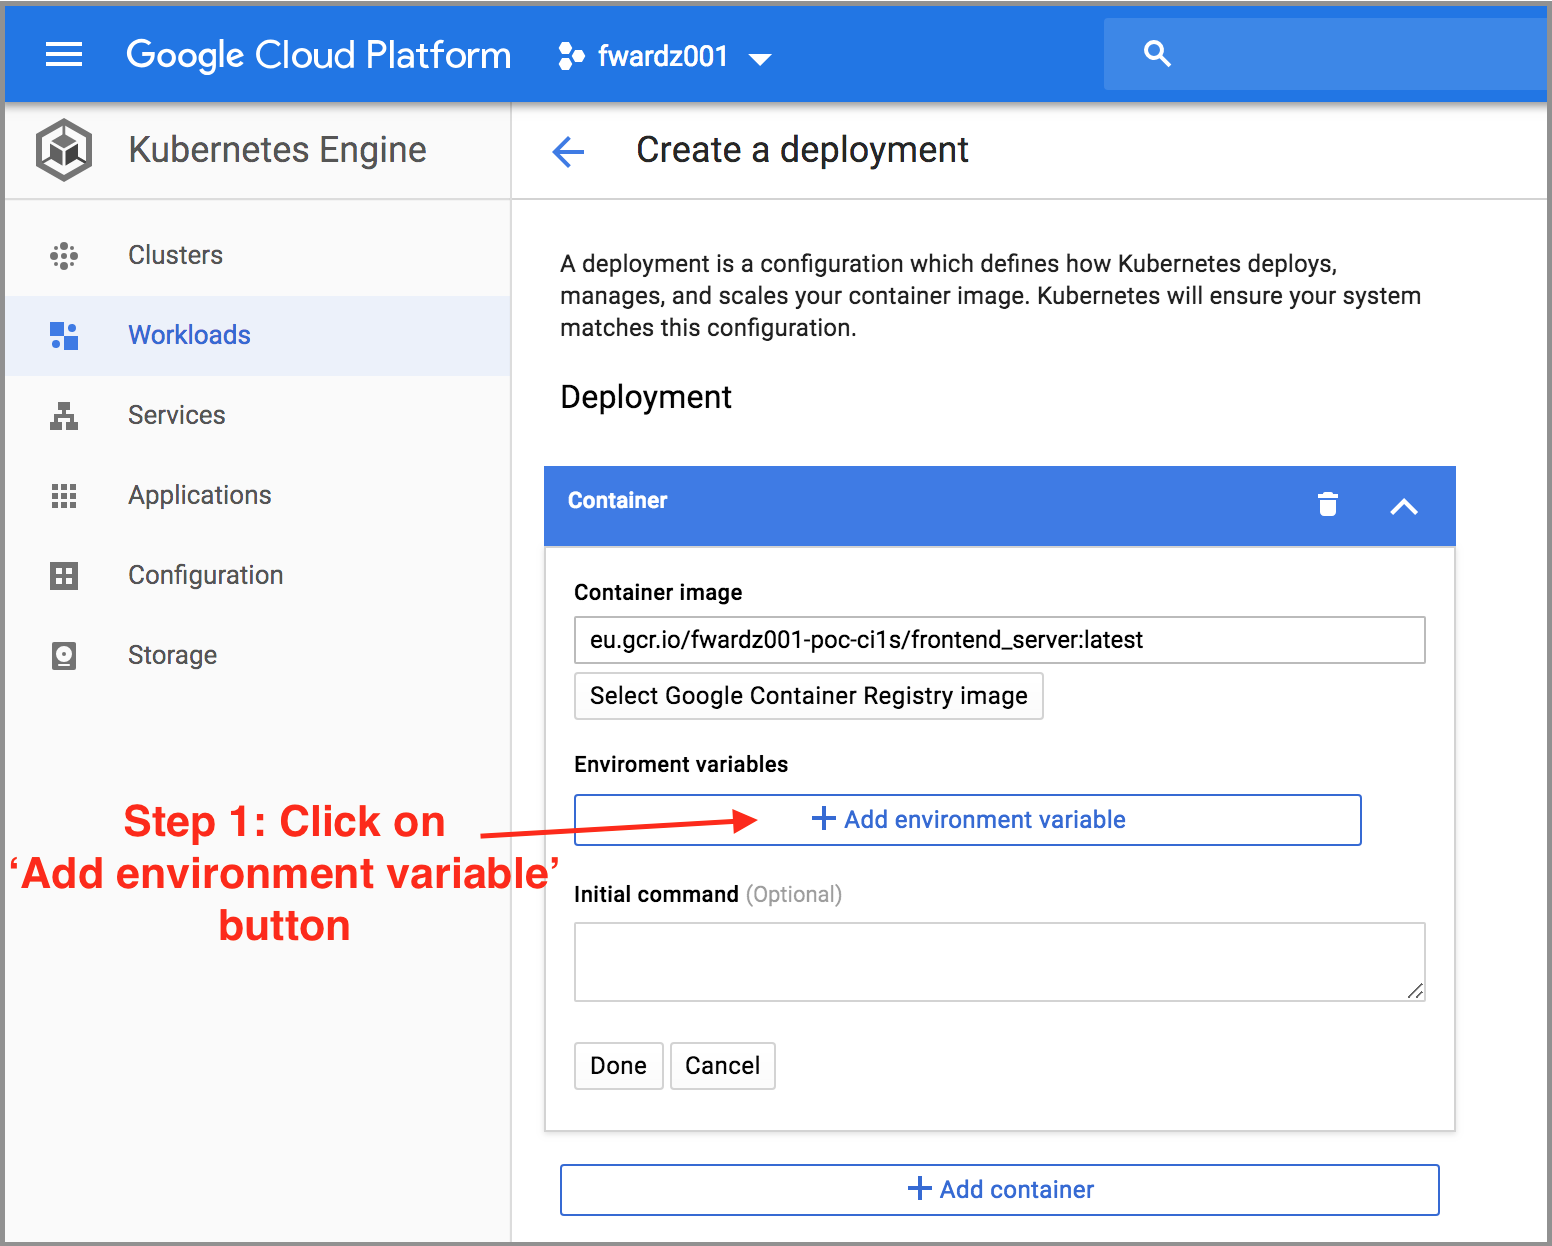 Google Cloud Platform
fwardz001
Kubernetes Engine
Create a deployment
Clusters
Workloads
Services
Applications
Configuration
Storage
A deployment is a configuration which defines how Kubernetes deploys,
manages, and scales your container image. Kubernetes will ensure your system
matches this configuration.
Deployment
Container
Container image
eu.gcr.io/fwardz001-poc-ci1s/frontend_server:latest
Select Google Container Registry image
Enviroment variables
Add environment variable
Step 1: Click on
‘Add environment variable’
button
Initial command (Optional)
Done
Cancel
Add container